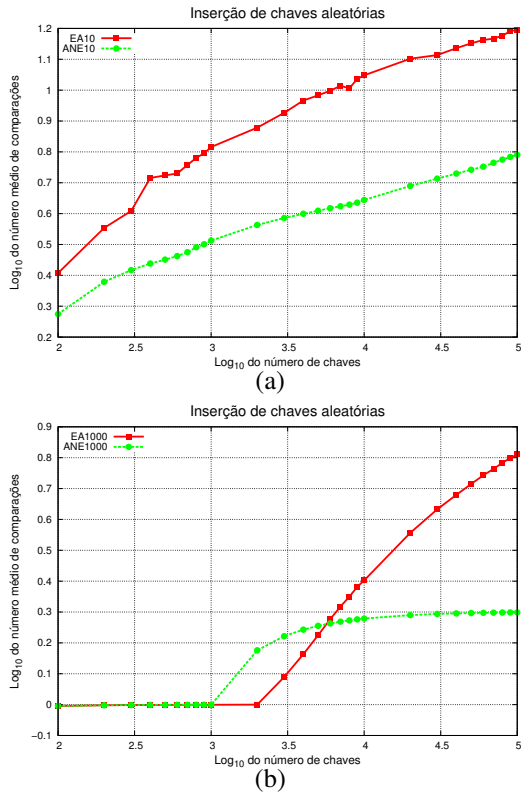 Inserção de chaves aleatórias
EA10
ANE10
Log10 do número médio de comparações
1.2
1.1
1
0.9
0.8
0.7
0.6
0.5
0.4
0.3
0.2
2 2.5 3 3.5 4 4.5 5
Log10 do número de chaves
(a)
Inserção de chaves aleatórias
EA1000
ANE1000
Log10 do número médio de comparações
0.9
0.8
0.7
0.6
0.5
0.4
0.3
0.2
0.1
0
−0.1
2 2.5 3 3.5 4 4.5 5
Log10 do número de chaves
(b)